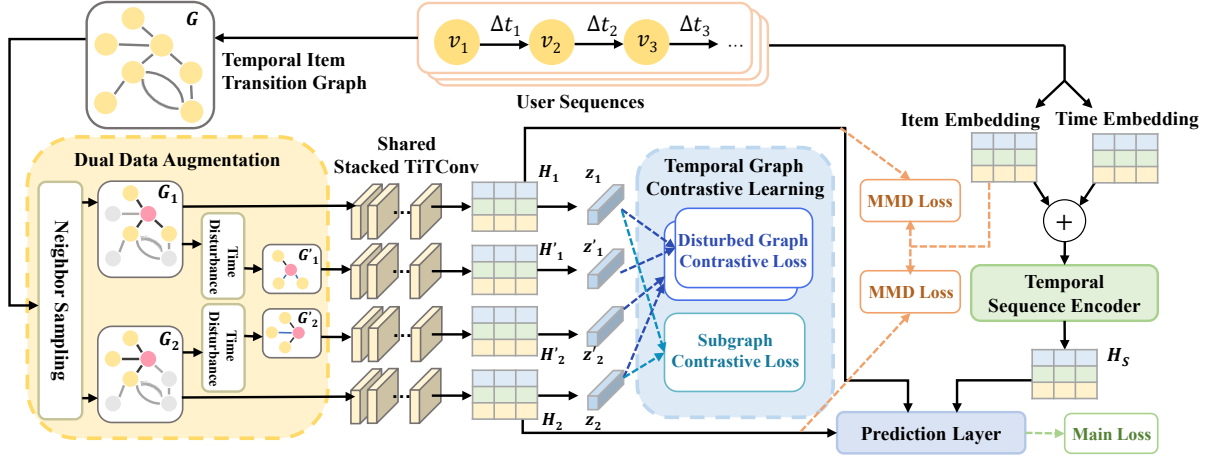 G
Temporal Item
Transition Graph
v1 Δt1 v2 Δt2 v3 Δt3 ...
User Sequences
Item Embedding
Time Embedding
Dual Data Augmentation
Neighbor Sampling
G1
Time
Disturbance
G'1
G2
Time
Disturbance
G'2
Shared
Stacked TiTConv
...
...
...
...
H1
z1
H'1
z'1
H'2
z'2
H2
z2
Temporal Graph
Contrastive Learning
Disturbed Graph
Contrastive Loss
Subgraph
Contrastive Loss
MMD Loss
MMD Loss
+
Temporal
Sequence Encoder
HS
Prediction Layer
Main Loss